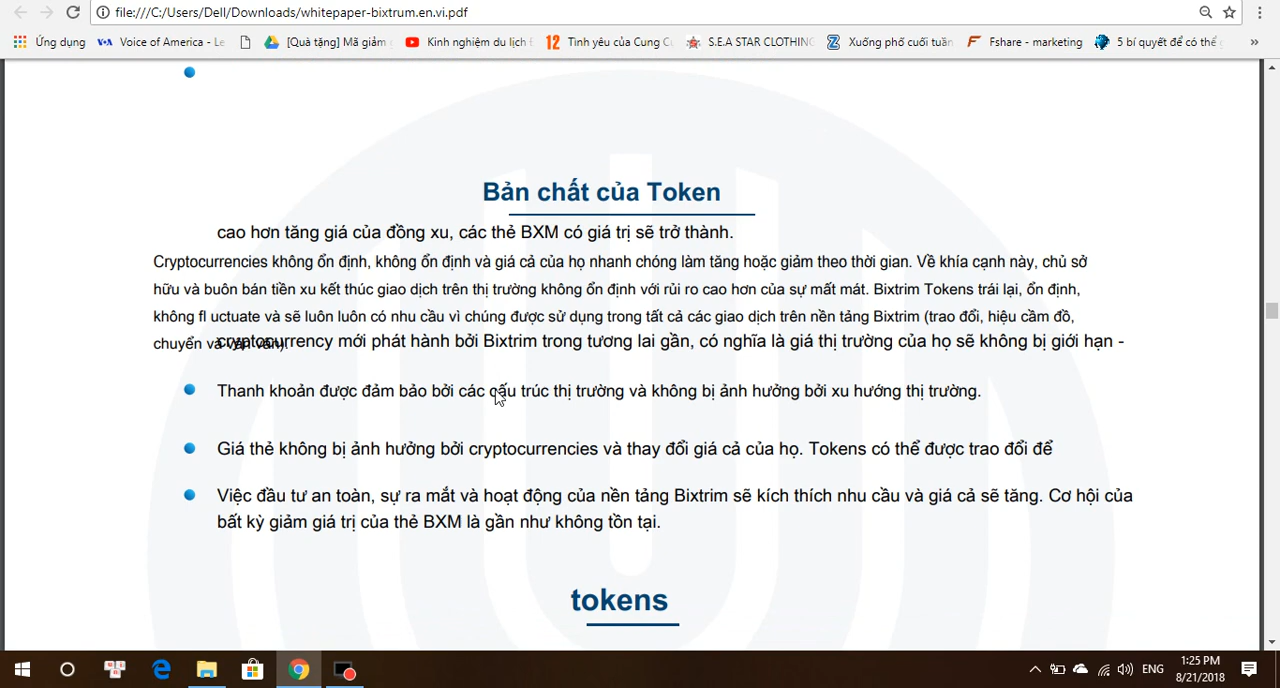 file:///C:/Users/Dell/Downloads/whitepaper-bixtrum.en.vi.pdf
Ứng dụng
Voice of America - Le
[Quà tặng] Mã giảm g
Kinh nghiệm du lịch B
12 Tình yêu của Cung C
S.E.A STAR CLOTHING
Xuống phố cuối tuần
Fshare - marketing
5 bí quyết để có thể g
»
Bản chất của Token
cao hơn tăng giá của đồng xu, các thẻ BXM có giá trị sẽ trở thành.
Cryptocurrencies không ổn định, không ổn định và giá cả của họ nhanh chóng làm tăng hoặc giảm theo thời gian. Về khía cạnh này, chủ sở
hữu và buôn bán tiền xu kết thúc giao dịch trên thị trường không ổn định với rủi ro cao hơn của sự mất mát. Bixtrim Tokens trái lại, ổn định,
không fl uctuate và sẽ luôn luôn có nhu cầu vì chúng được sử dụng trong tất cả các giao dịch trên nền tảng Bixtrim (trao đổi, hiệu cầm đồ,
chuyển và vân vân).
cryptocurrency mới phát hành bởi Bixtrim trong tương lai gần, có nghĩa là giá thị trường của họ sẽ không bị giới hạn -
Thanh khoản được đảm bảo bởi các cấu trúc thị trường và không bị ảnh hưởng bởi xu hướng thị trường.
Giá thẻ không bị ảnh hưởng bởi cryptocurrencies và thay đổi giá cả của họ. Tokens có thể được trao đổi để
Việc đầu tư an toàn, sự ra mắt và hoạt động của nền tảng Bixtrim sẽ kích thích nhu cầu và giá cả sẽ tăng. Cơ hội của
bất kỳ giảm giá trị của thẻ BXM là gần như không tồn tại.
tokens
ENG
1:25 PM
8/21/2018